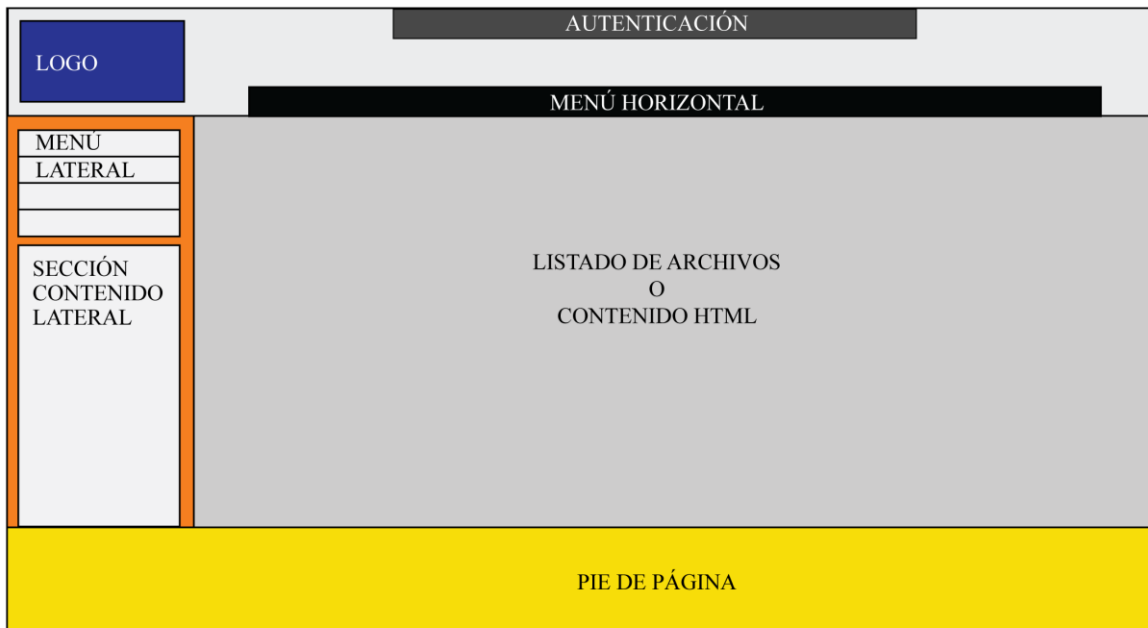 AUTENTICACIÓN
LOGO
MENÚ HORIZONTAL
MENÚ
LATERAL
SECCIÓN
CONTENIDO
LATERAL
LISTADO DE ARCHIVOS
O
CONTENIDO HTML
PIE DE PÁGINA